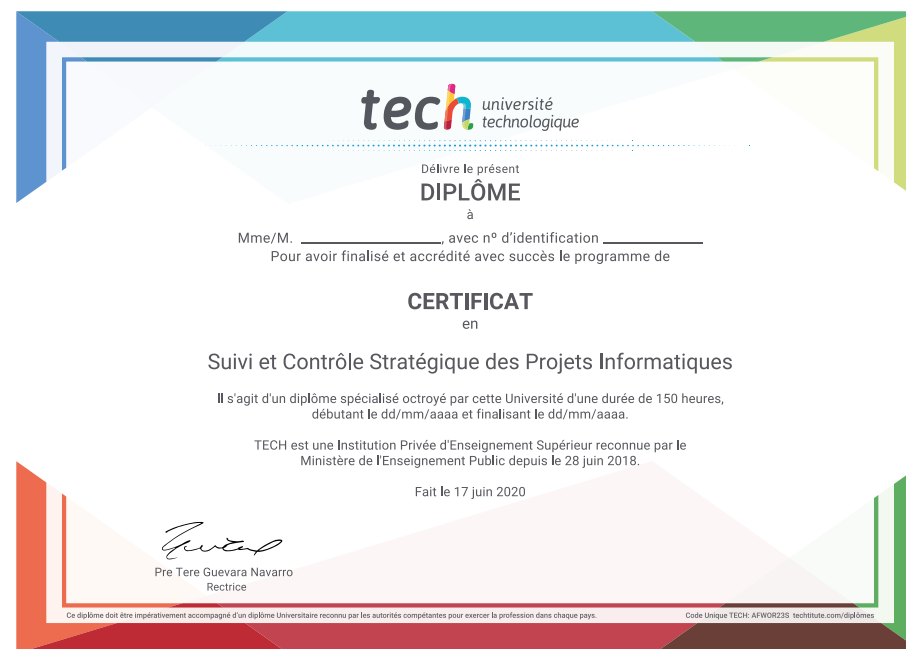 tech université
technologique
Délivre le présent
DIPLÔME
à
Mme/M. ____________________, avec nº d'identification ______________
Pour avoir finalisé et accrédité avec succès le programme de
CERTIFICAT
en
Suivi et Contrôle Stratégique des Projets Informatiques
Il s'agit d'un diplôme spécialisé octroyé par cette Université d'une durée de 150 heures,
débutant le dd/mm/aaaa et finalisant le dd/mm/aaaa.
TECH est une Institution Privée d'Enseignement Supérieur reconnue par le
Ministère de l'Enseignement Public depuis le 28 juin 2018.
Fait le 17 juin 2020
Pre Tere Guevara Navarro
Rectrice
Ce diplôme doit être impérativement accompagné d'un diplôme Universitaire reconnu par les autorités compétantes pour exercer la profession dans chaque pays. Code Unique TECH: AFWOR23S techtitute.com/diplômes